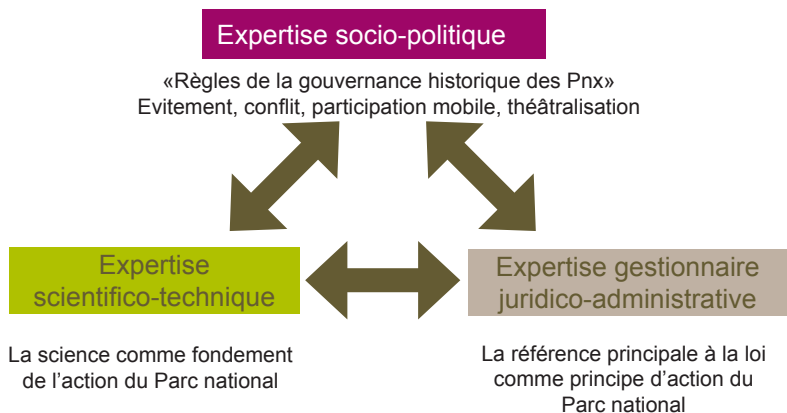 Expertise socio-politique
«Règles de la gouvernance historique des Pnx»
Evitement, conflit, participation mobile, théâtralisation
Expertise
scientifico-technique
La science comme fondement
de l'action du Parc national
Expertise gestionnaire
juridico-administrative
La référence principale à la loi
comme principe d'action du
Parc national